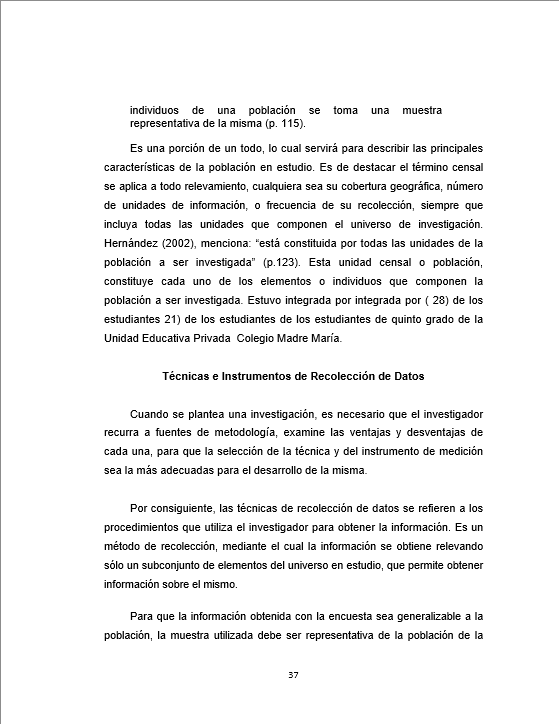 individuos de una población se toma una muestra
representativa de la misma (p. 115).
Es una porción de un todo, lo cual servirá para describir las principales
características de la población en estudio. Es de destacar el término censal
se aplica a todo relevamiento, cualquiera sea su cobertura geográfica, número
de unidades de información, o frecuencia de su recolección, siempre que
incluya todas las unidades que componen el universo de investigación.
Hernández (2002), menciona: “está constituida por todas las unidades de la
población a ser investigada” (p.123). Esta unidad censal o población,
constituye cada uno de los elementos o individuos que componen la
población a ser investigada. Estuvo integrada por integrada por ( 28) de los
estudiantes 21) de los estudiantes de los estudiantes de quinto grado de la
Unidad Educativa Privada Colegio Madre María.
Técnicas e Instrumentos de Recolección de Datos
Cuando se plantea una investigación, es necesario que el investigador
recurra a fuentes de metodología, examine las ventajas y desventajas de
cada una, para que la selección de la técnica y del instrumento de medición
sea la más adecuadas para el desarrollo de la misma.
Por consiguiente, las técnicas de recolección de datos se refieren a los
procedimientos que utiliza el investigador para obtener la información. Es un
método de recolección, mediante el cual la información se obtiene relevando
sólo un subconjunto de elementos del universo en estudio, que permite obtener
información sobre el mismo.
Para que la información obtenida con la encuesta sea generalizable a la
población, la muestra utilizada debe ser representativa de la población de la
37